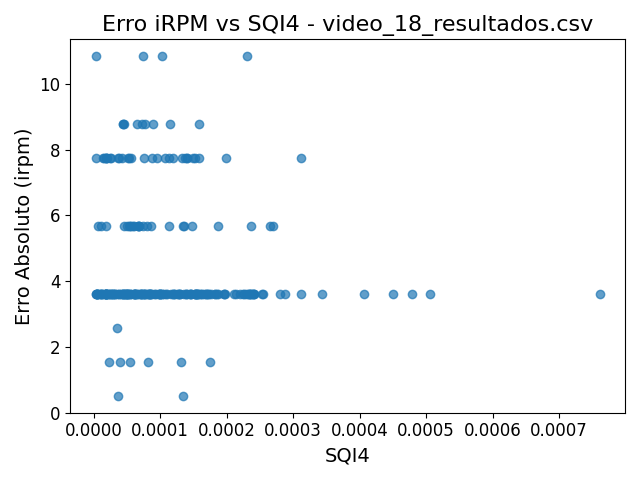 Erro iRPM vs SQI4 - video_18_resultados.csv
Erro Absoluto (irpm)
10
8
6
4
2
0
0.0000 0.0001 0.0002 0.0003 0.0004 0.0005 0.0006 0.0007
SQI4